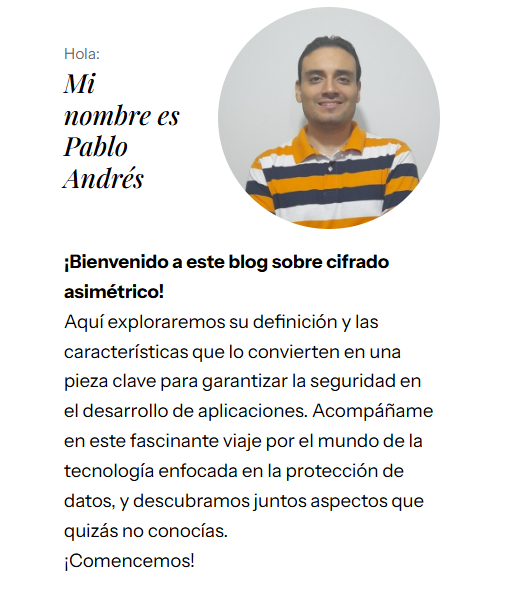 Hola:
Mi
nombre es
Pablo
Andrés
¡Bienvenido a este blog sobre cifrado
asimétrico!
Aquí exploraremos su definición y las
características que lo convierten en una
pieza clave para garantizar la seguridad en
el desarrollo de aplicaciones. Acompáñame
en este fascinante viaje por el mundo de la
tecnología enfocada en la protección de
datos, y descubramos juntos aspectos que
quizás no conocías.
¡Comencemos!